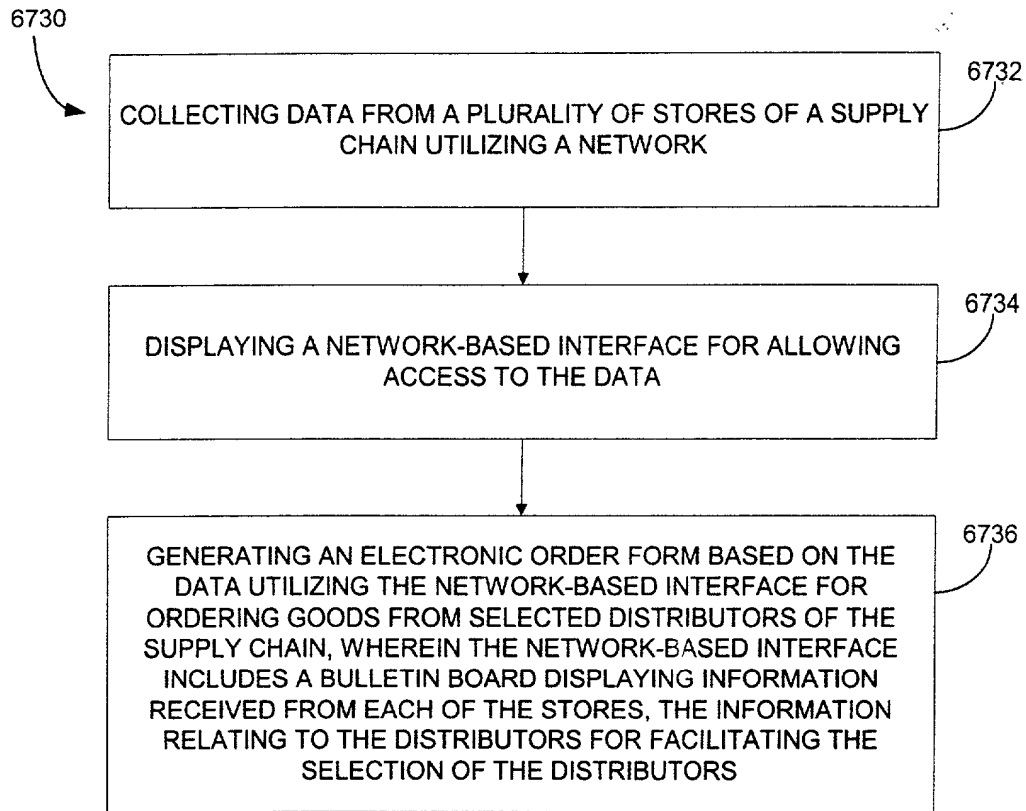 6730
6732
COLLECTING DATA FROM A PLURALITY OF STORES OF A SUPPLY
CHAIN UTILIZING A NETWORK
6734
DISPLAYING A NETWORK-BASED INTERFACE FOR ALLOWING
ACCESS TO THE DATA
6736
GENERATING AN ELECTRONIC ORDER FORM BASED ON THE
DATA UTILIZING THE NETWORK-BASED INTERFACE FOR
ORDERING GOODS FROM SELECTED DISTRIBUTORS OF THE
SUPPLY CHAIN, WHEREIN THE NETWORK-BASED INTERFACE
INCLUDES A BULLETIN BOARD DISPLAYING INFORMATION
RECEIVED FROM EACH OF THE STORES, THE INFORMATION
RELATING TO THE DISTRIBUTORS FOR FACILITATING THE
SELECTION OF THE DISTRIBUTORS